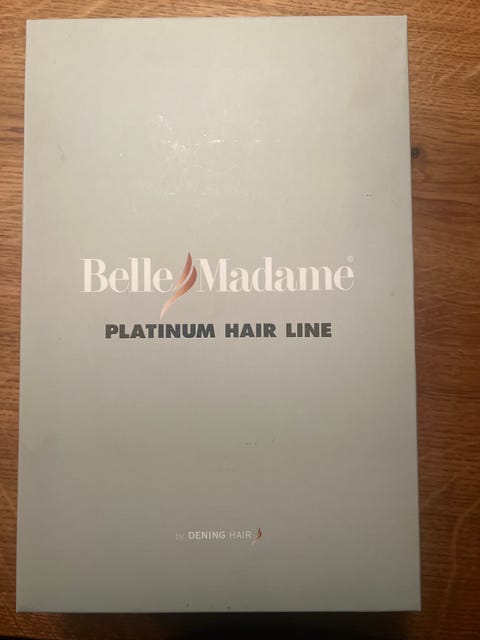 Belle Madame®
PLATINUM HAIR LINE
by DENING HAIR